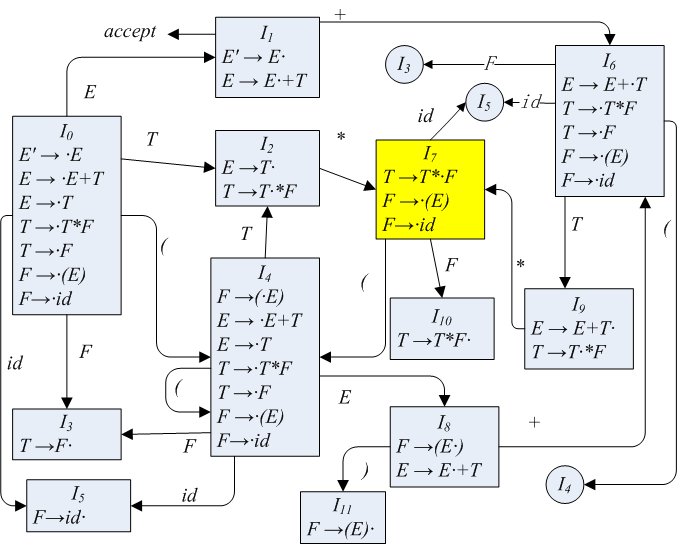 accept
I1
E' → E·
E → E·+T
+
I3
F
I6
E → E+·T
T → ·T*F
T → ·F
F → ·(E)
F → ·id
E
I5
id
id
I0
E' → ·E
E → ·E+T
E → ·T
T → ·T*F
T → ·F
F → ·(E)
F → ·id
T
I2
E → T·
T → T·*F
*
I7
T → T*·F
F → ·(E)
F → ·id
T
(
(
T
I4
F → (·E)
E → ·E+T
E → ·T
T → ·T*F
T → ·F
F → ·(E)
F → ·id
(
F
*
I10
T → T*F·
I9
E → E+T·
T → T·*F
id
F
(
E
I3
T → F·
F
I8
F → (E·)
E → E·+T
+
I5
F → id·
id
)
I11
F → (E)·
I4